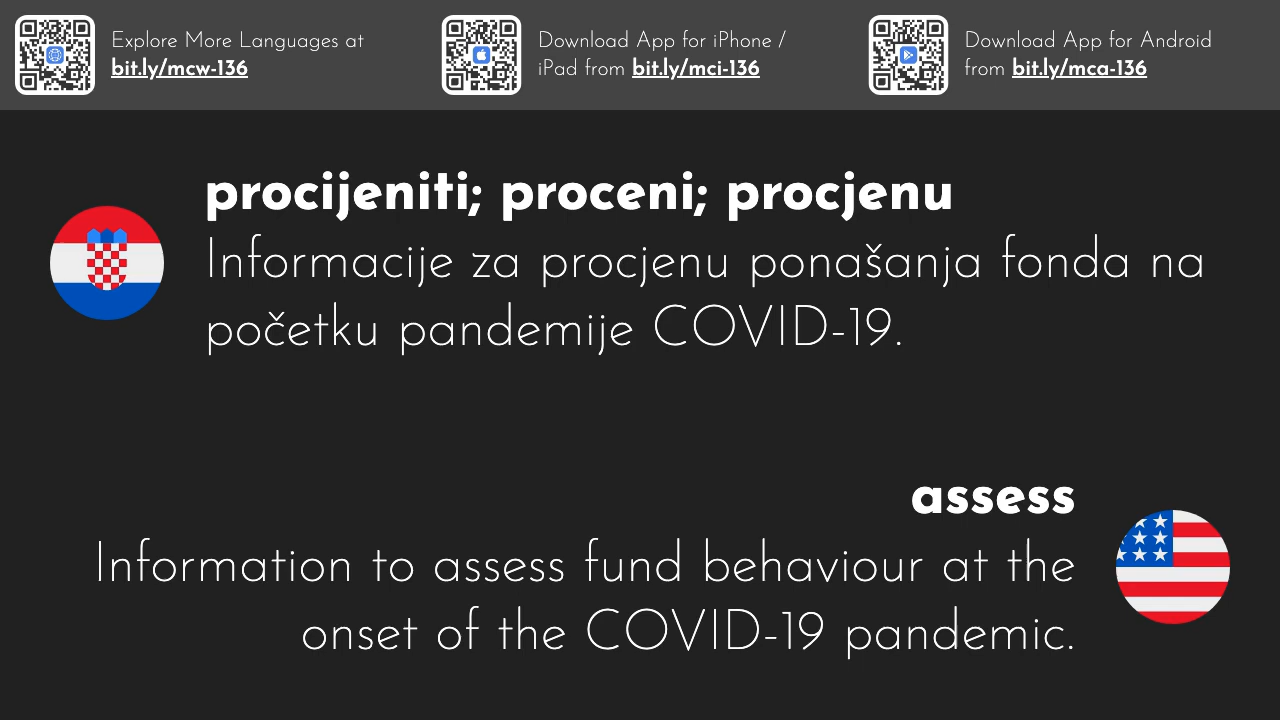 Explore More Languages at
bit.ly/mcw-136
Download App for iPhone /
iPad from bit.ly/mci-136
Download App for Android
from bit.ly/mca-136
procijeniti; proceni; procjenu
Informacije za procjenu ponašanja fonda na
početku pandemije COVID-19.
assess
Information to assess fund behaviour at the
onset of the COVID-19 pandemic.